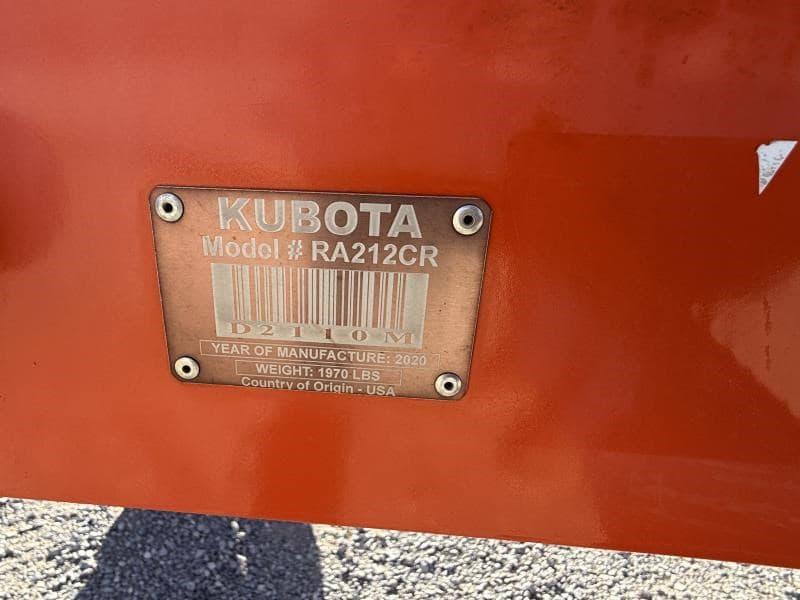 KUBOTA
Model # RA212CR
D2110M
YEAR OF MANUFACTURE: 2020
WEIGHT: 1970 LBS
Country of Origin - USA